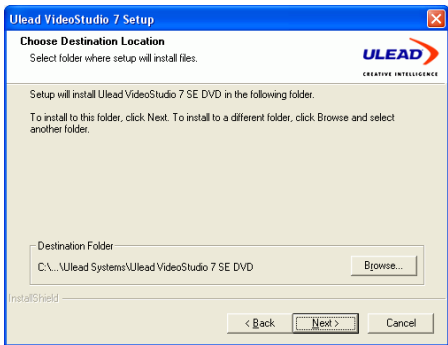 Ulead VideoStudio 7 Setup
Choose Destination Location
Select folder where setup will install files.
ULEAD
CREATIVE INTELLIGENCE
Setup will install Ulead VideoStudio 7 SE DVD in the following folder.
To install to this folder, click Next. To install to a different folder, click Browse and select
another folder.
Destination Folder
C:\...\Ulead Systems\Ulead VideoStudio 7 SE DVD
Browse...
InstallShield
< Back
Next >
Cancel